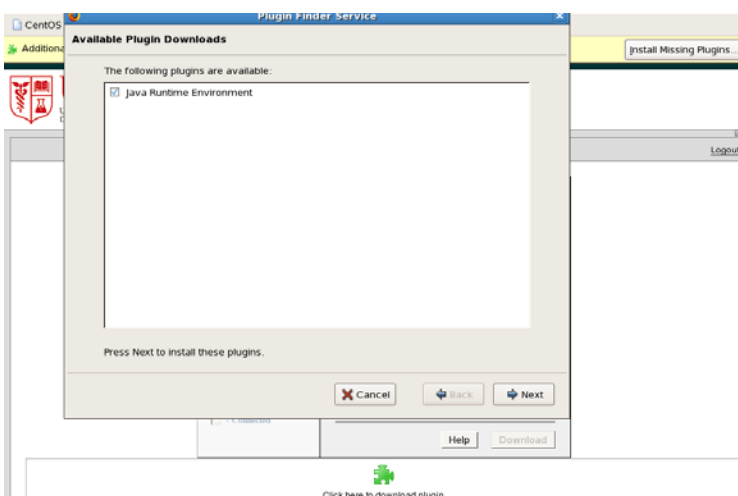 Plugin Finder Service
CentOS
Available Plugin Downloads
Install Missing Plugins...
The following plugins are available:
Java Runtime Environment
Logout
Press Next to install these plugins.
Cancel
Back
Next
- Connected
Help
Download
Click here to download plugin